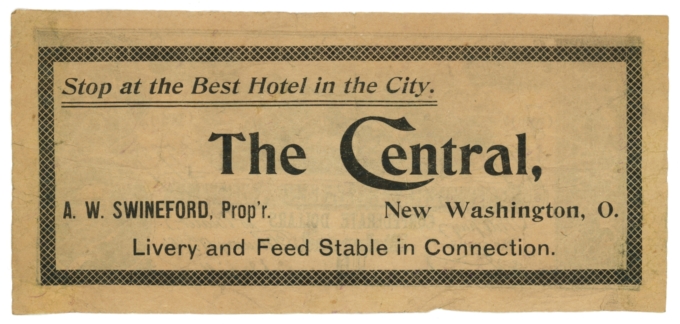 Stop at the Best Hotel in the City.
The Central,
A. W. SWINEFORD, Prop'r.
New Washington, O.
Livery and Feed Stable in Connection.